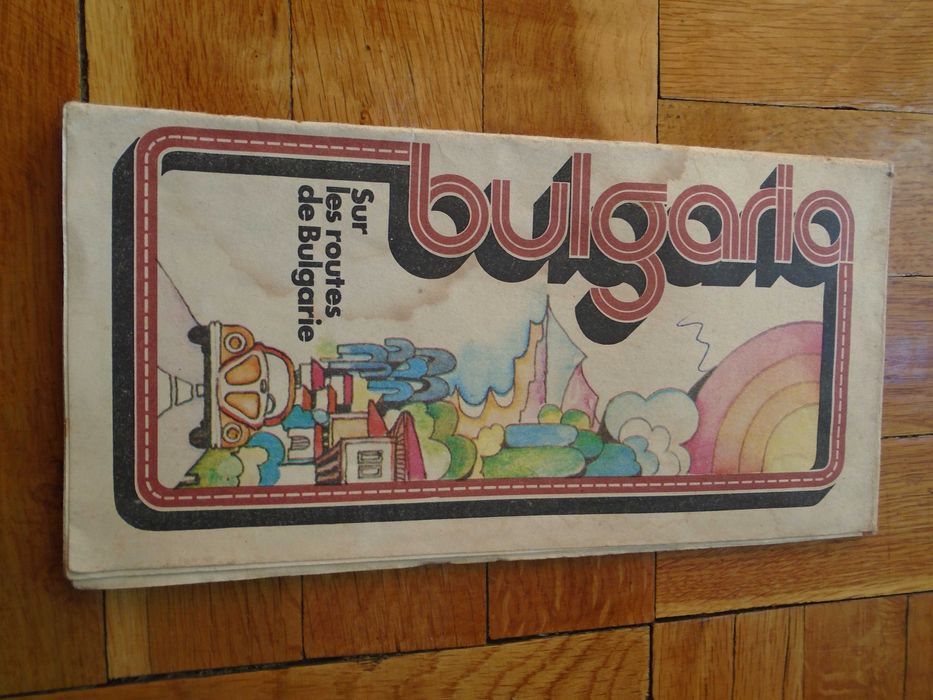 bulgaria
Sur
les routes
de Bulgarie